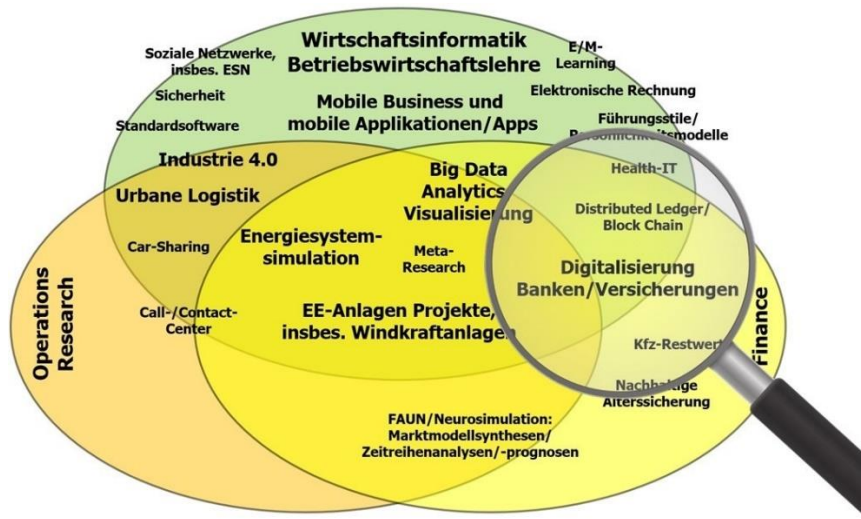 Wirtschaftsinformatik
Betriebswirtschaftslehre
Soziale Netzwerke,
insbes. ESN
E/M-
Learning
Sicherheit
Elektronische Rechnung
Mobile Business und
mobile Applikationen/Apps
Standardsoftware
Führungsstile/
Persönlichkeitsmodelle
Industrie 4.0
Health-IT
Big Data
Analytics
Visualisierung
Urbane Logistik
Distributed Ledger/
Block Chain
Car-Sharing
Energiesystem-
simulation
Meta-
Research
Digitalisierung
Banken/Versicherungen
Operations
Research
Call-/Contact-
Center
EE-Anlagen Projekte,
insbes. Windkraftanlagen
Finance
Kfz-Restwert
Nachhaltige
Alterssicherung
FAUN/Neurosimulation:
Marktmodellsynthesen/
Zeitreihenanalysen/-prognosen